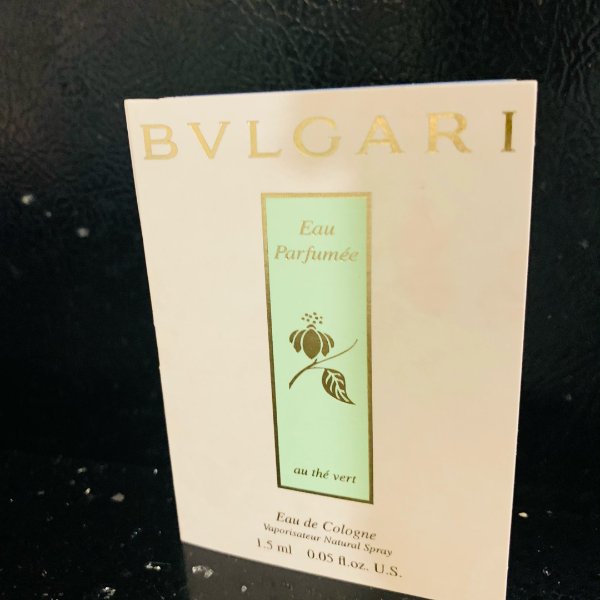 BVLGARI
Eau
Parfumée
au thé vert
Eau de Cologne
Vaporisateur Natural Spray
1.5 ml 0.05 fl.oz. U.S.